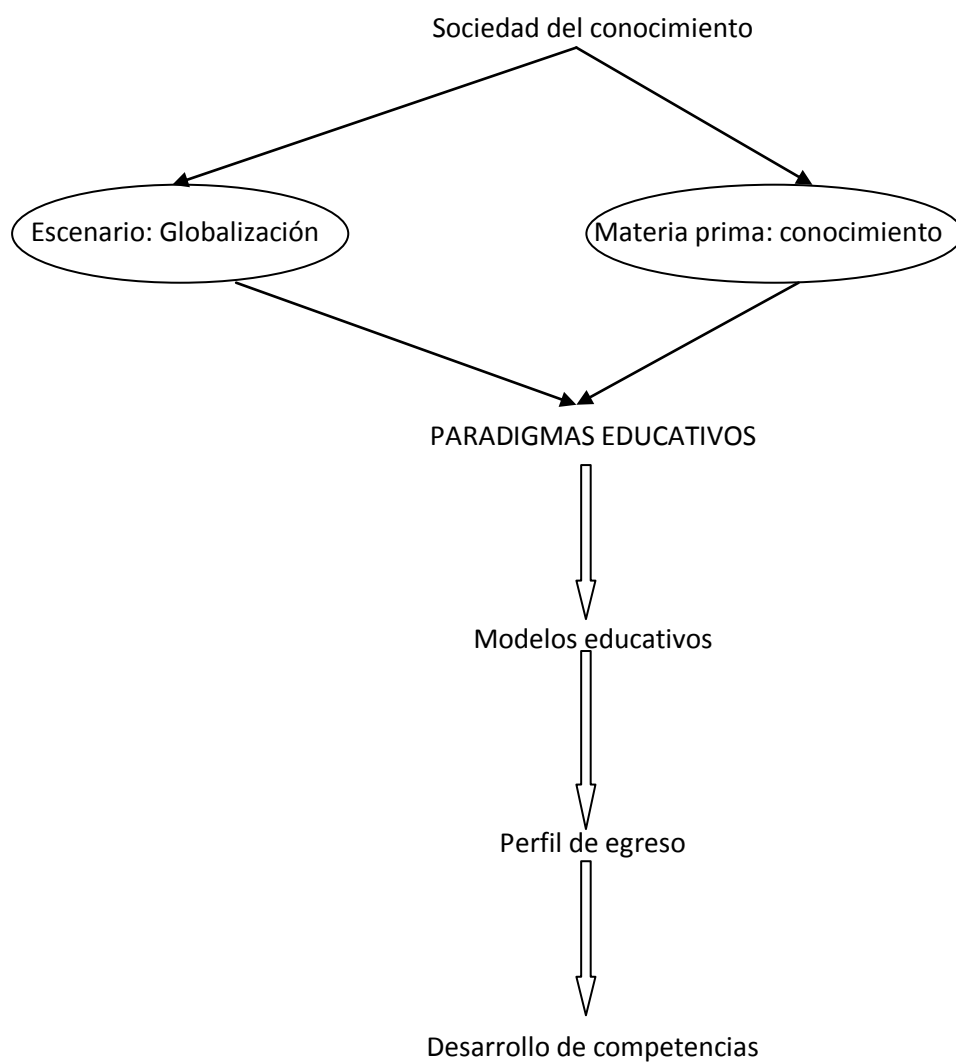 Sociedad del conocimiento
Escenario: Globalización
Materia prima: conocimiento
PARADIGMAS EDUCATIVOS
Modelos educativos
Perfil de egreso
Desarrollo de competencias